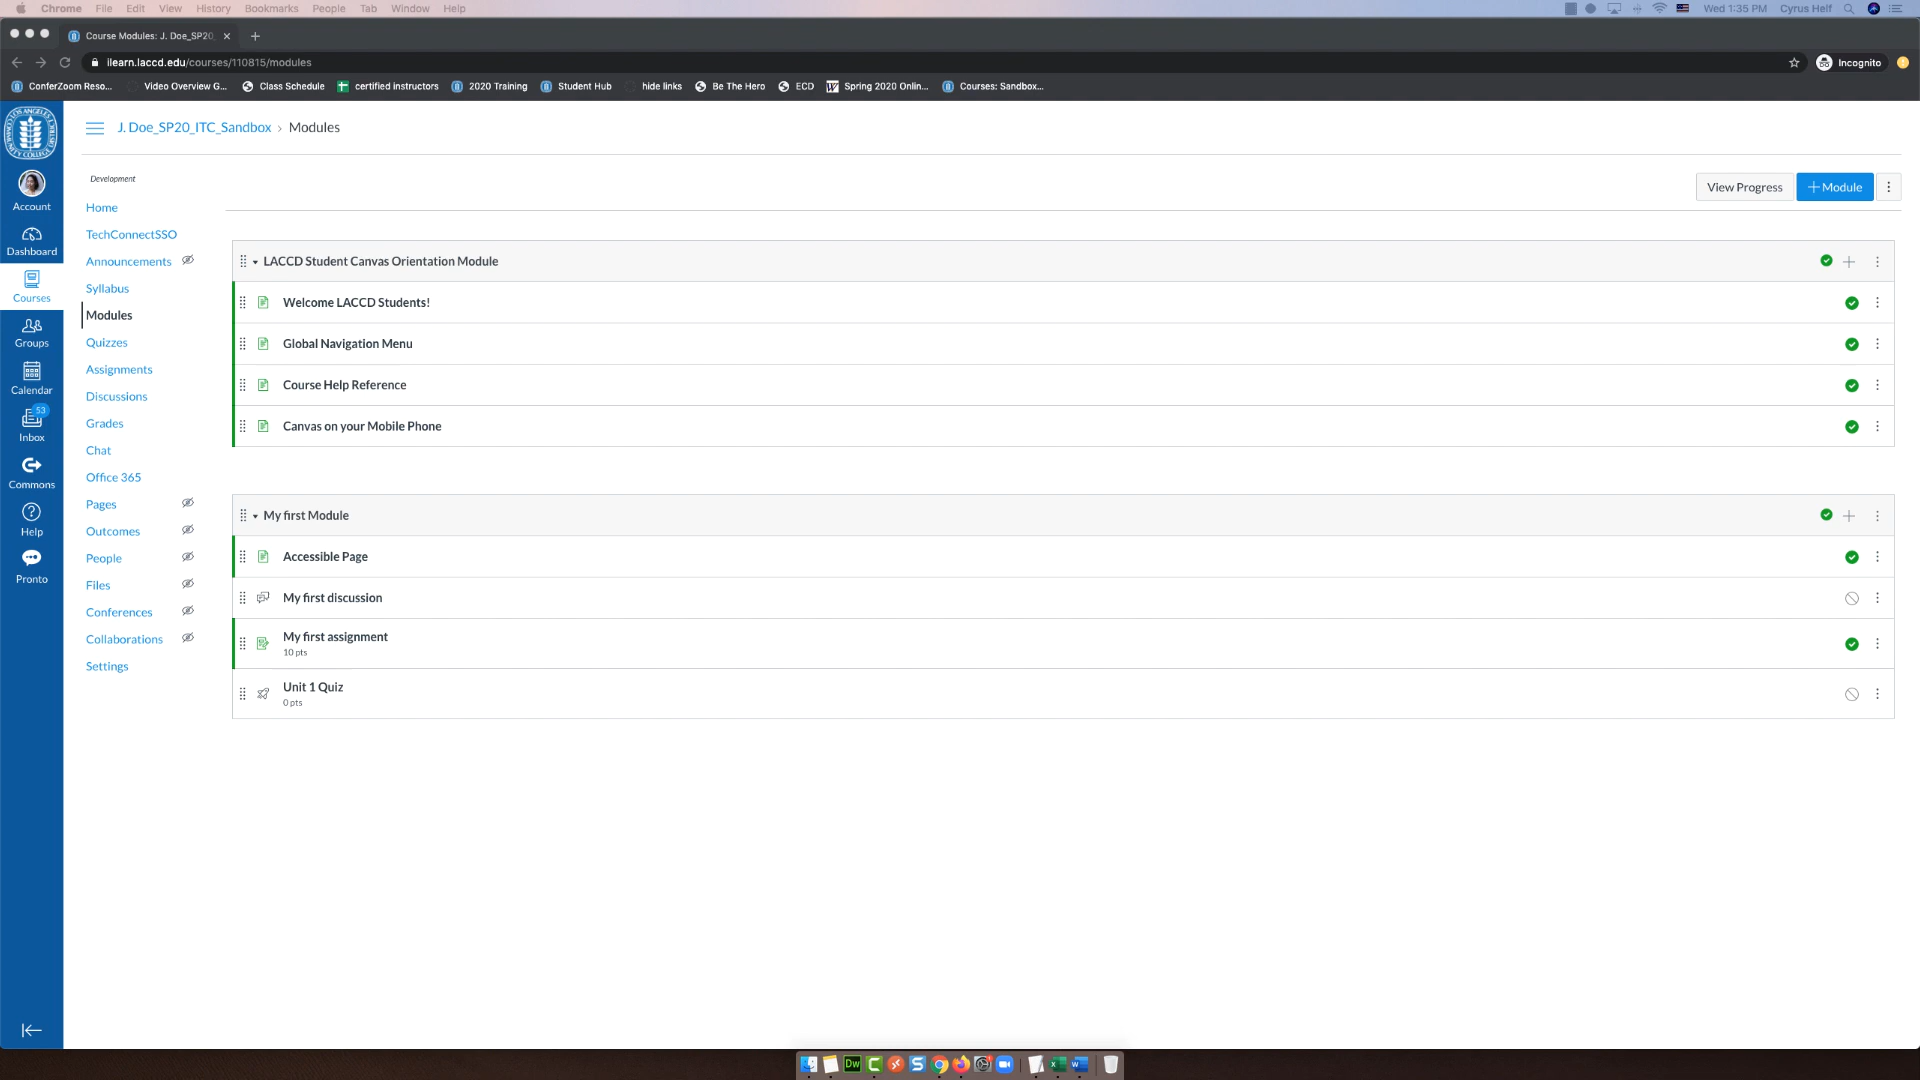 Chrome File Edit View History Bookmarks People Tab Window Help Wed 1:35 PM Cyrus Helf
Course Modules: J. Doe_SP20
ilearn.laccd.edu/courses/110815/modules Incognito
ConferZoom Reso... Video Overview G... Class Schedule certified instructors 2020 Training Student Hub hide links Be The Hero ECD Spring 2020 Onlin... Courses: Sandbox...
J. Doe_SP20_ITC_Sandbox › Modules
Development
View Progress
+ Module
Account
Dashboard
Courses
Groups
Calendar
53
Inbox
Commons
Help
Pronto
Home
TechConnectSSO
Announcements
Syllabus
Modules
Quizzes
Assignments
Discussions
Grades
Chat
Office 365
Pages
Outcomes
People
Files
Conferences
Collaborations
Settings
LACCD Student Canvas Orientation Module
Welcome LACCD Students!
Global Navigation Menu
Course Help Reference
Canvas on your Mobile Phone
My first Module
Accessible Page
My first discussion
My first assignment
10 pts
Unit 1 Quiz
0 pts
Dw